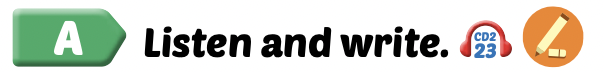 A Listen and write. CD2 23